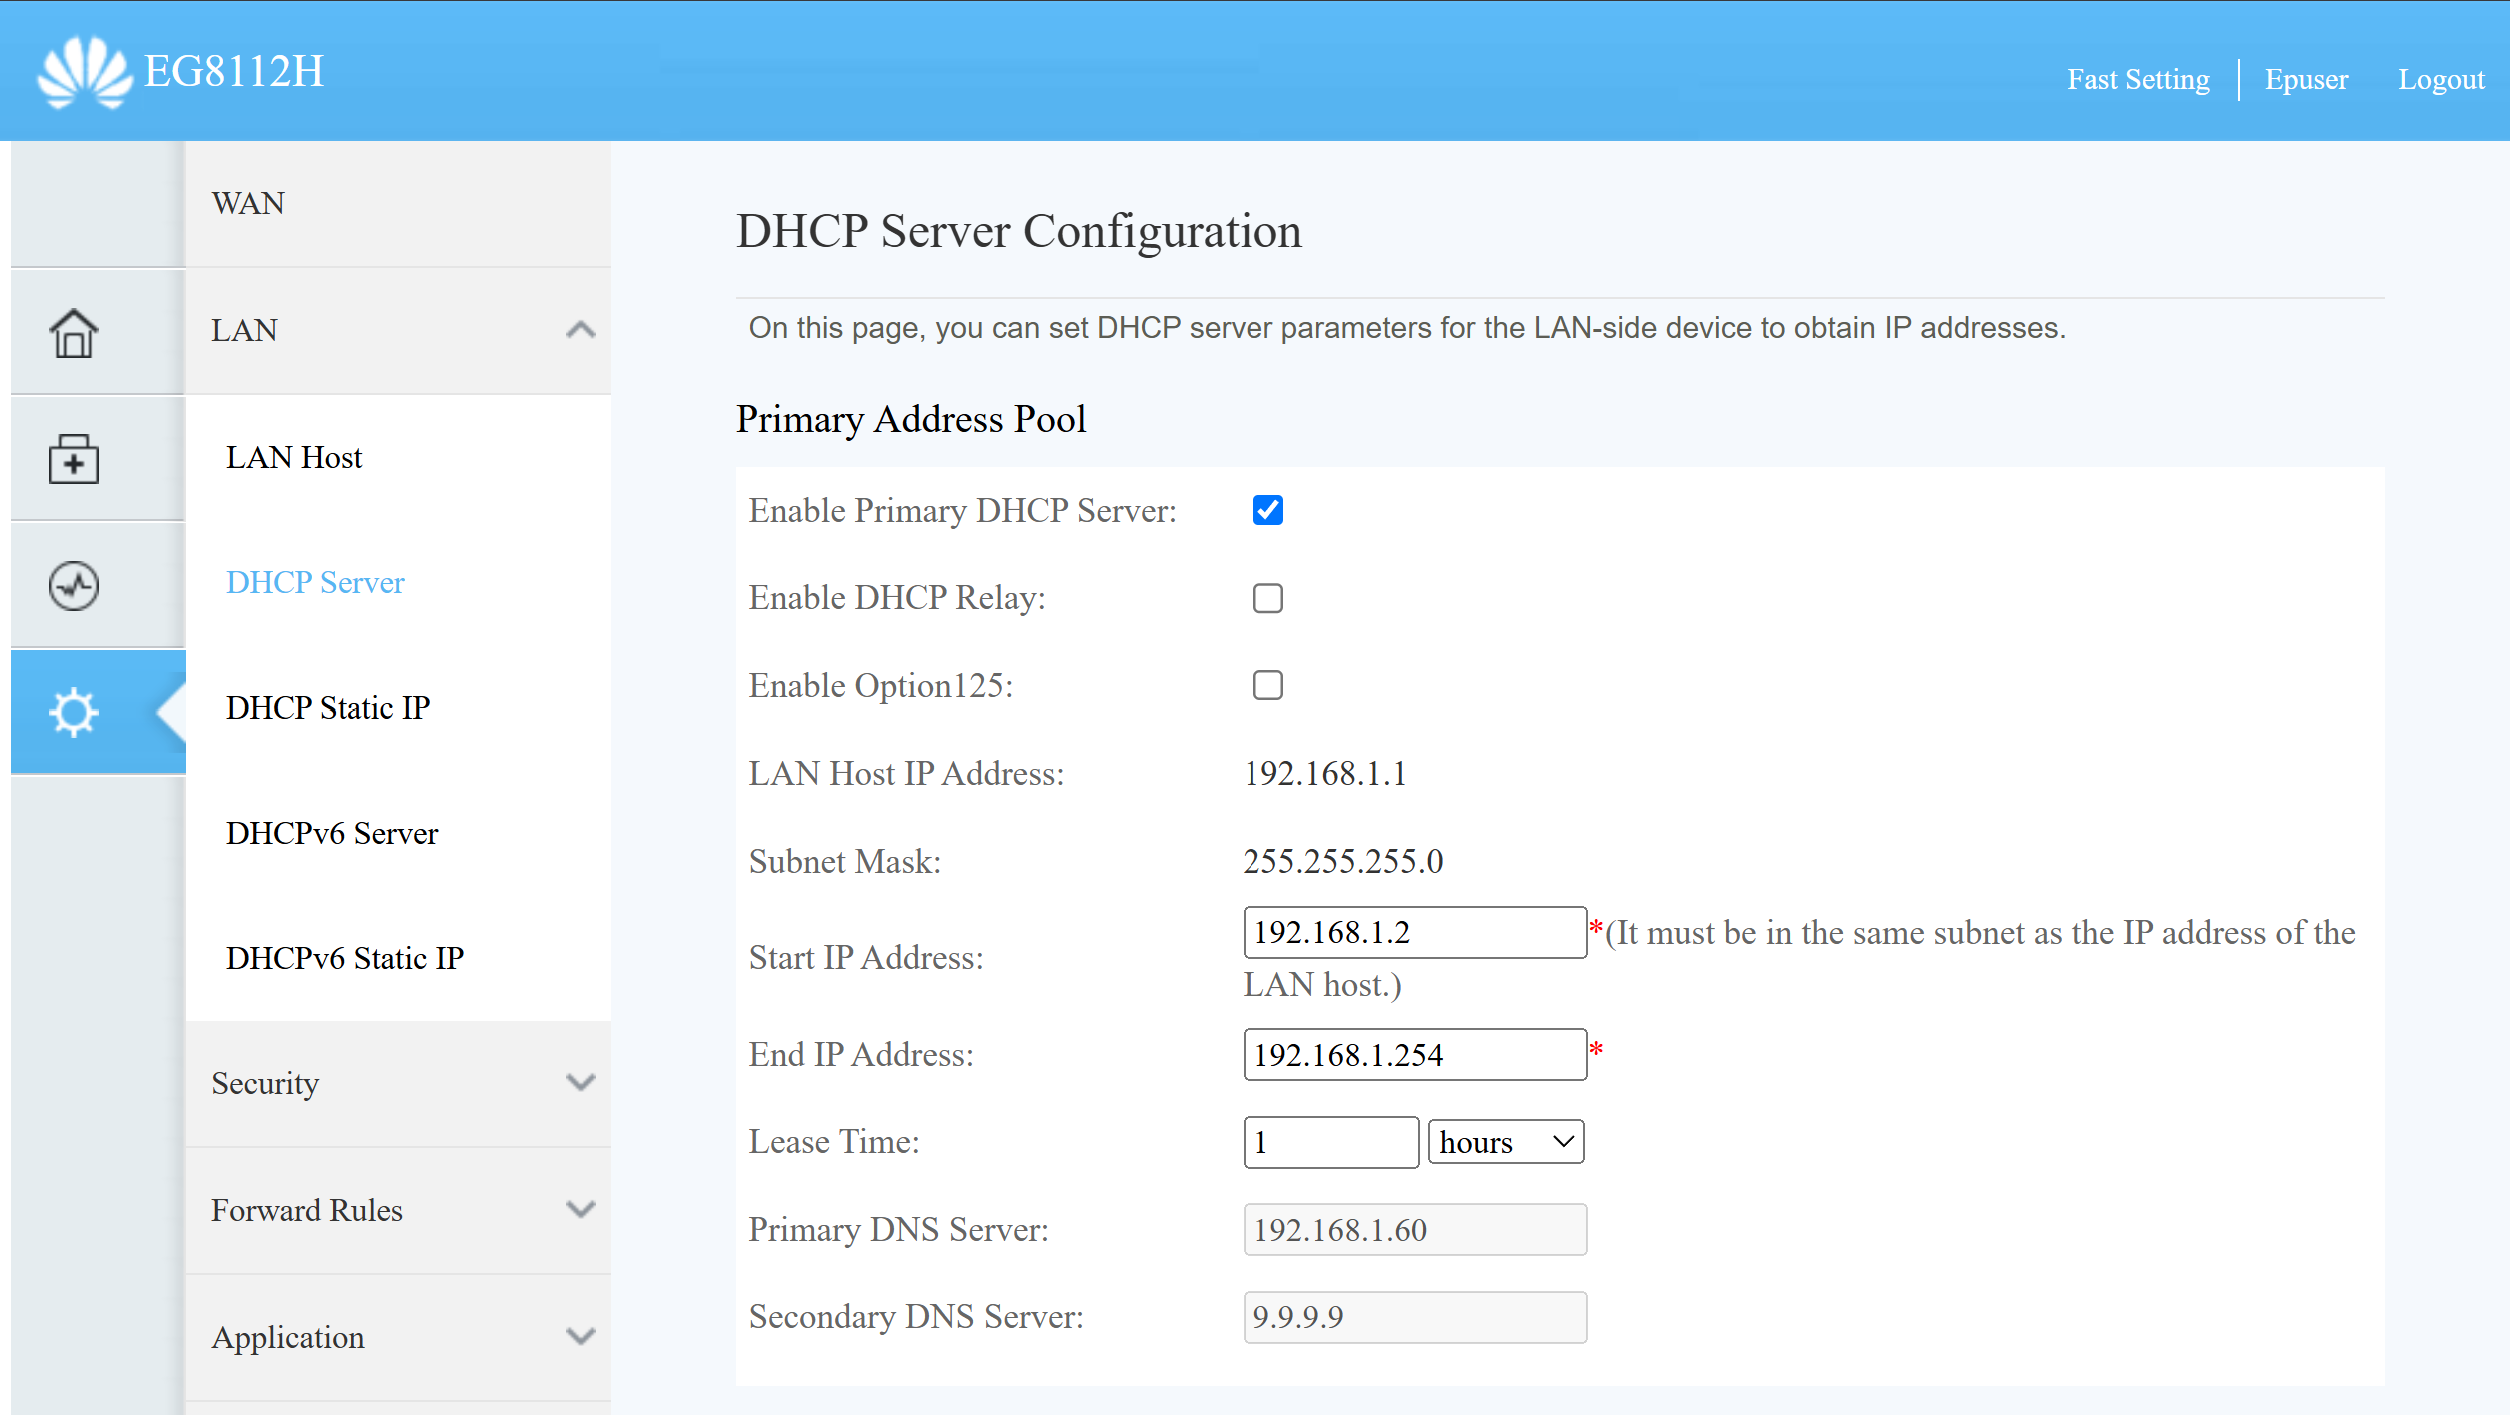 EG8112H
Fast Setting
Epuser
Logout
WAN
LAN
LAN Host
DHCP Server
DHCP Static IP
DHCPv6 Server
DHCPv6 Static IP
Security
Forward Rules
Application
DHCP Server Configuration
On this page, you can set DHCP server parameters for the LAN-side device to obtain IP addresses.
Primary Address Pool
Enable Primary DHCP Server:
Enable DHCP Relay:
Enable Option125:
LAN Host IP Address: 192.168.1.1
Subnet Mask: 255.255.255.0
Start IP Address: 192.168.1.2 *(It must be in the same subnet as the IP address of the
LAN host.)
End IP Address: 192.168.1.254 *
Lease Time: 1 hours
Primary DNS Server: 192.168.1.60
Secondary DNS Server: 9.9.9.9